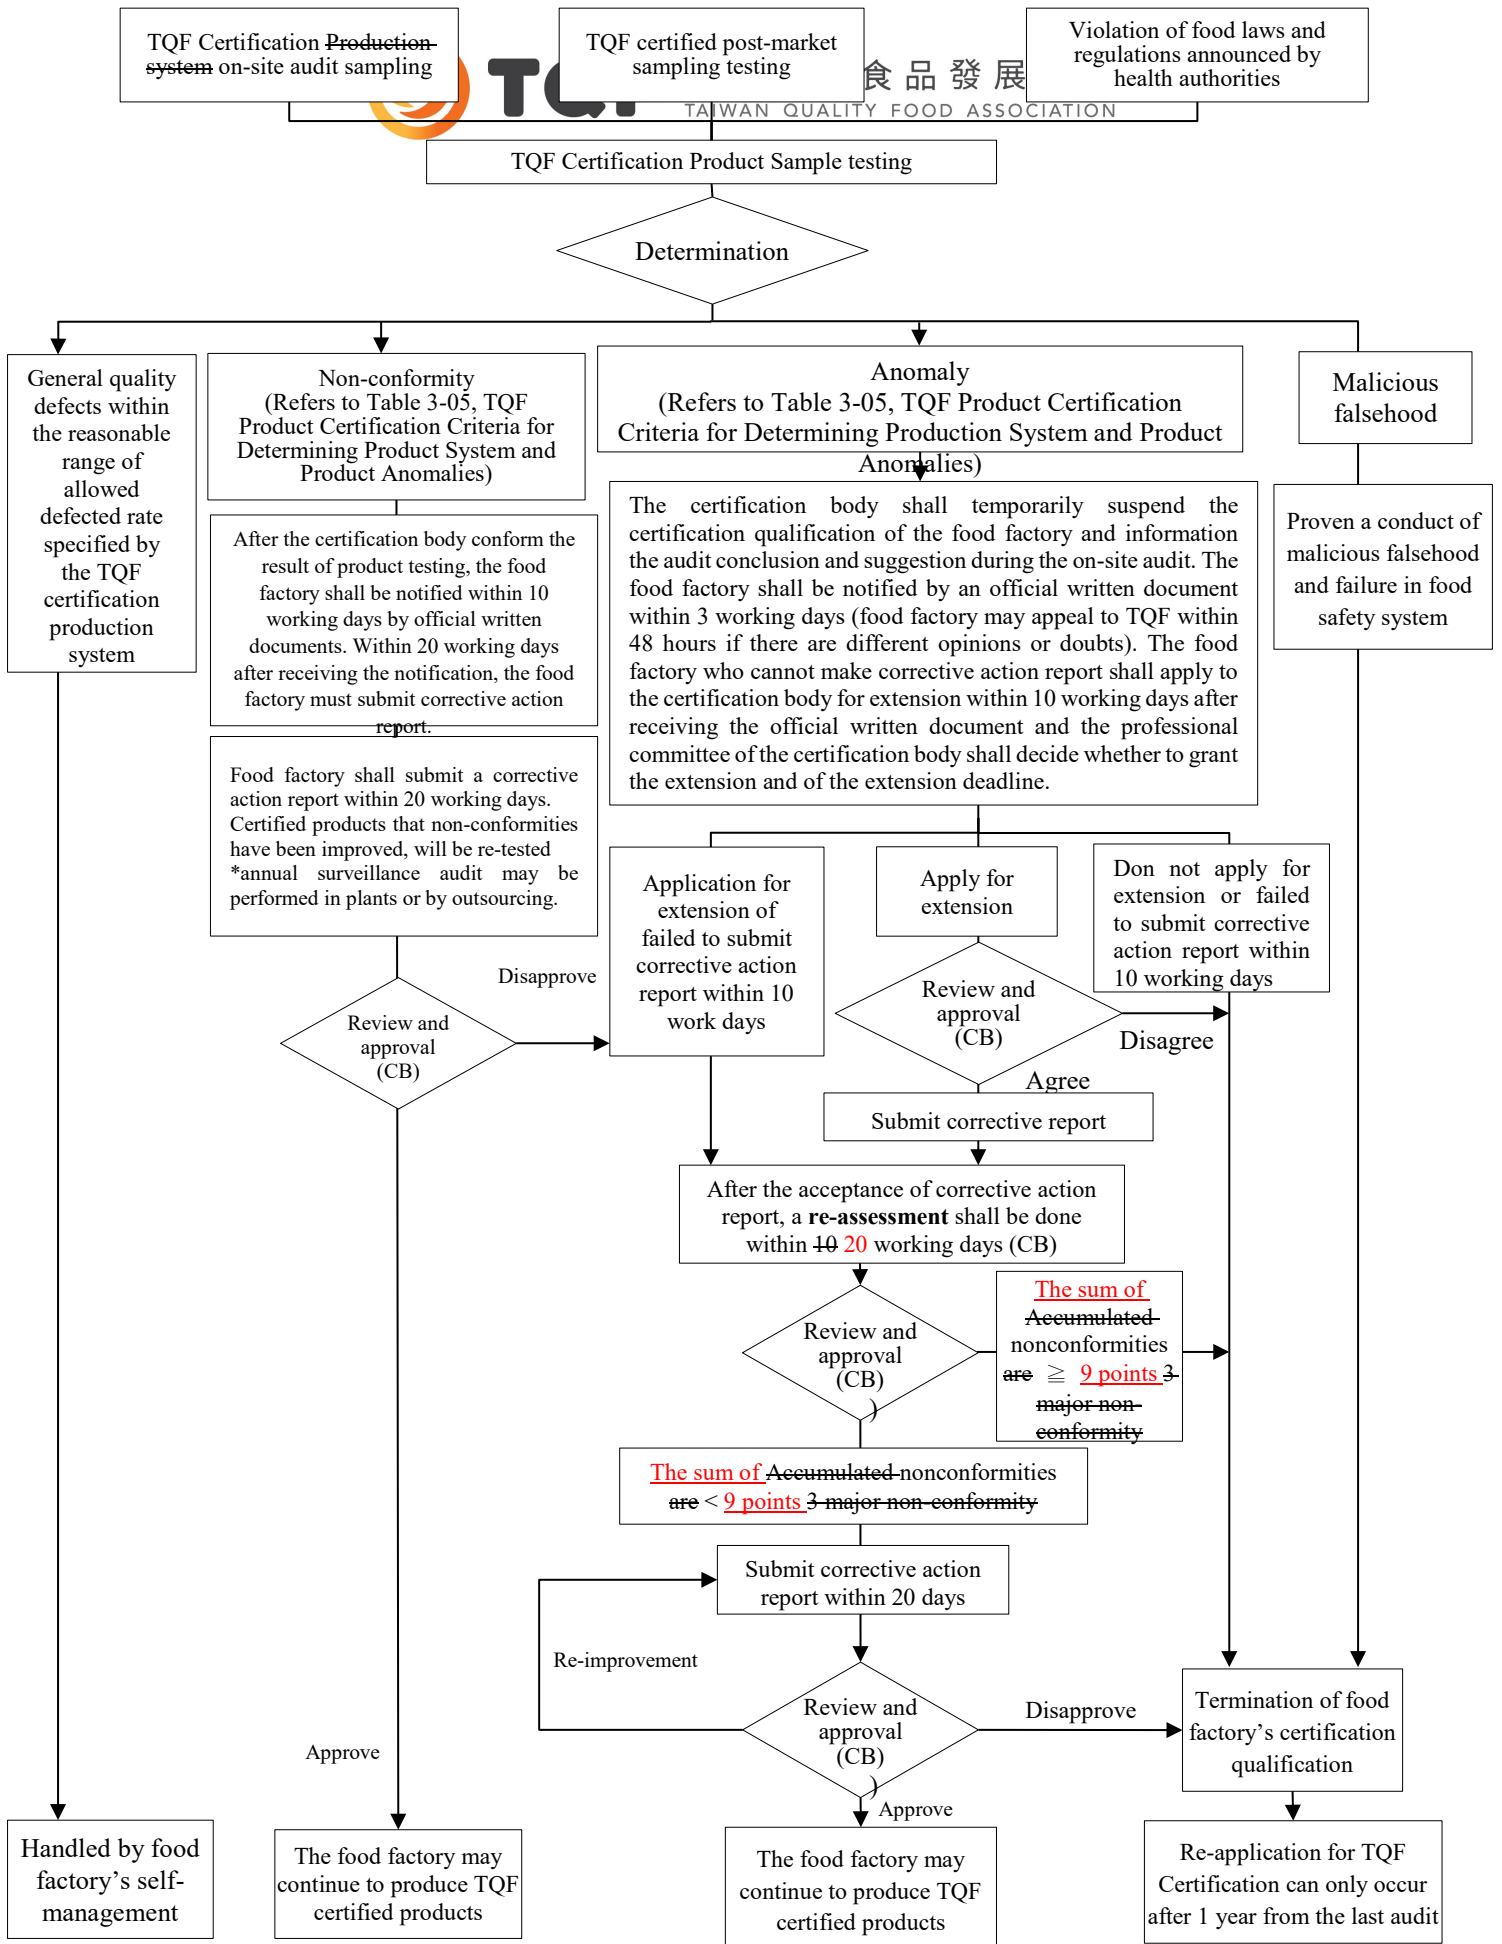 TQF Certification Production
system on-site audit sampling
TQF certified post-market
sampling testing
Violation of food laws and
regulations announced by
health authorities
食品發展
TAIWAN QUALITY FOOD ASSOCIATION
TQF Certification Product Sample testing
Determination
General quality
defects within
the reasonable
range of
allowed
defected rate
specified by
the TQF
certification
production
system
Non-conformity
(Refers to Table 3-05, TQF
Product Certification Criteria for
Determining Product System and
Product Anomalies)
Anomaly
(Refers to Table 3-05, TQF Product Certification
Criteria for Determining Production System and Product
Anomalies)
Malicious
falsehood
After the certification body conform the
result of product testing, the food
factory shall be notified within 10
working days by official written
documents. Within 20 working days
after receiving the notification, the food
factory must submit corrective action
report.
The certification body shall temporarily suspend the
certification qualification of the food factory and information
the audit conclusion and suggestion during the on-site audit. The
food factory shall be notified by an official written document
within 3 working days (food factory may appeal to TQF within
48 hours if there are different opinions or doubts). The food
factory who cannot make corrective action report shall apply to
the certification body for extension within 10 working days after
receiving the official written document and the professional
committee of the certification body shall decide whether to grant
the extension and of the extension deadline.
Proven a conduct of
malicious falsehood
and failure in food
safety system
Food factory shall submit a corrective
action report within 20 working days.
Certified products that non-conformities
have been improved, will be re-tested
*annual surveillance audit may be
performed in plants or by outsourcing.
Application for
extension of
failed to submit
corrective action
report within 10
work days
Apply for
extension
Don not apply for
extension or failed
to submit corrective
action report within
10 working days
Disapprove
Review and
approval
(CB)
Review and
approval
(CB)
Disagree
Agree
Submit corrective report
After the acceptance of corrective action
report, a re-assessment shall be done
within 10 20 working days (CB)
Review and
approval
(CB)
)
The sum of
Accumulated
nonconformities
are ≧ 9 points 3
major non-
conformity
The sum of Accumulated nonconformities
are < 9 points 3 major non-conformity
Submit corrective action
report within 20 days
Re-improvement
Review and
approval
(CB)
)
Disapprove
Termination of food
factory’s certification
qualification
Approve
Approve
Handled by food
factory’s self-
management
The food factory may
continue to produce TQF
certified products
The food factory may
continue to produce TQF
certified products
Re-application for TQF
Certification can only occur
after 1 year from the last audit